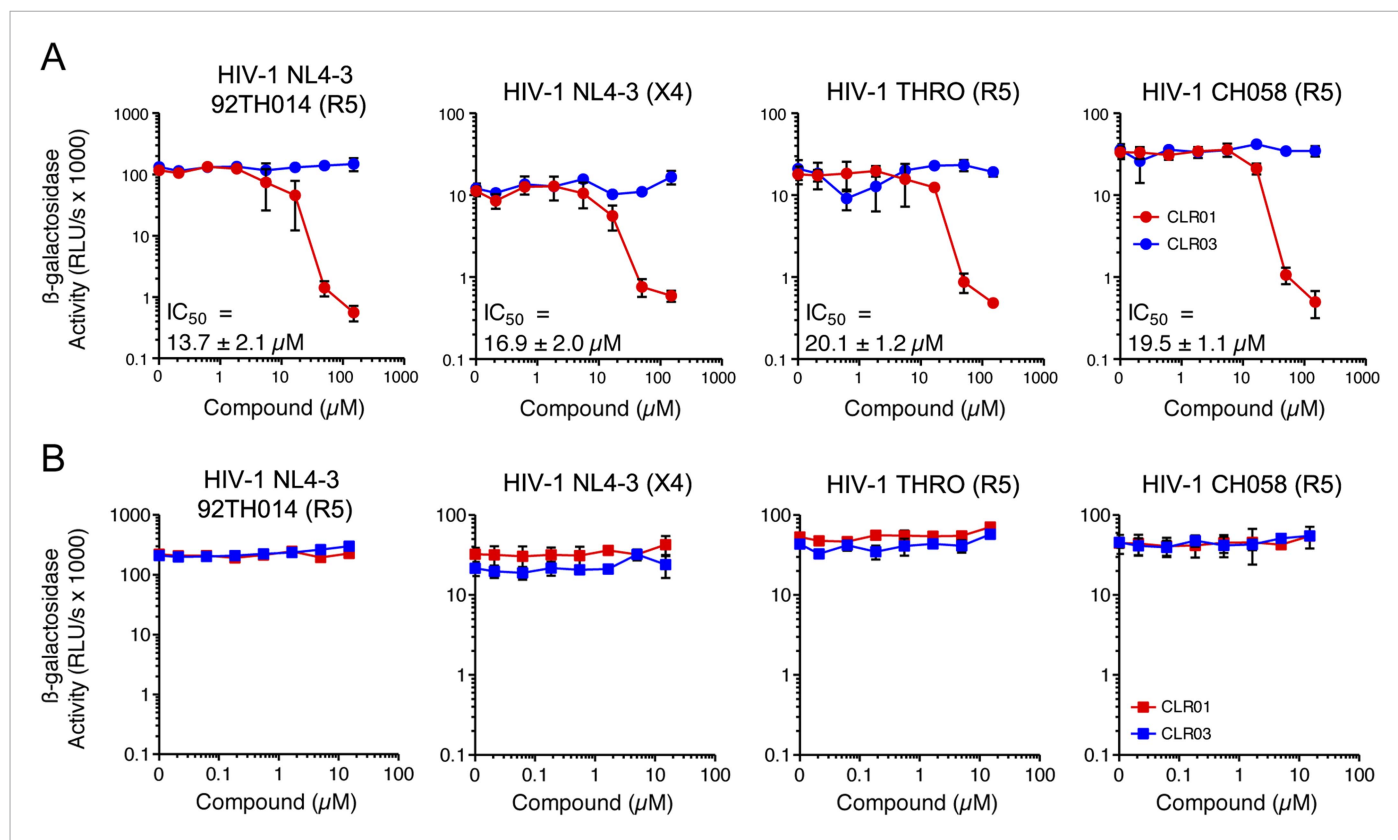 A
HIV-1 NL4-3
92TH014 (R5)
HIV-1 NL4-3 (X4)
HIV-1 THRO (R5)
HIV-1 CH058 (R5)
ß-galactosidase
Activity (RLU/s x 1000)
1000
100
10
1
0.1
IC50 =
13.7 ± 2.1 µM
0 1 10 100 1000
Compound (µM)
100
10
1
0.1
IC50 =
16.9 ± 2.0 µM
0 1 10 100 1000
Compound (µM)
100
10
1
0.1
IC50 =
20.1 ± 1.2 µM
0 1 10 100 1000
Compound (µM)
100
10
1
0.1
CLR01
CLR03
IC50 =
19.5 ± 1.1 µM
0 1 10 100 1000
Compound (µM)
B
HIV-1 NL4-3
92TH014 (R5)
HIV-1 NL4-3 (X4)
HIV-1 THRO (R5)
HIV-1 CH058 (R5)
ß-galactosidase
Activity (RLU/s x 1000)
1000
100
10
1
0.1
0 0.1 1 10 100
Compound (µM)
100
10
1
0.1
0 0.1 1 10 100
Compound (µM)
100
10
1
0.1
0 0.1 1 10 100
Compound (µM)
100
10
1
0.1
CLR01
CLR03
0 0.1 1 10 100
Compound (µM)